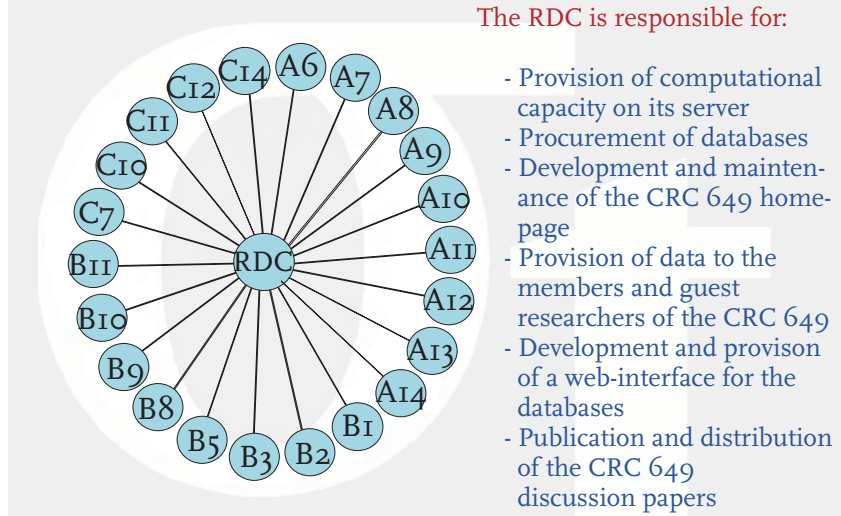 The RDC is responsible for:
- Provision of computational
capacity on its server
- Procurement of databases
- Development and mainten-
ance of the CRC 649 home-
page
- Provision of data to the
members and guest
researchers of the CRC 649
- Development and provison
of a web-interface for the
databases
- Publication and distribution
of the CRC 649
discussion papers
RDC
A6
A7
A8
A9
A10
A11
A12
A13
A14
B1
B2
B3
B5
B8
B9
B10
B11
C7
C10
C11
C12
C14